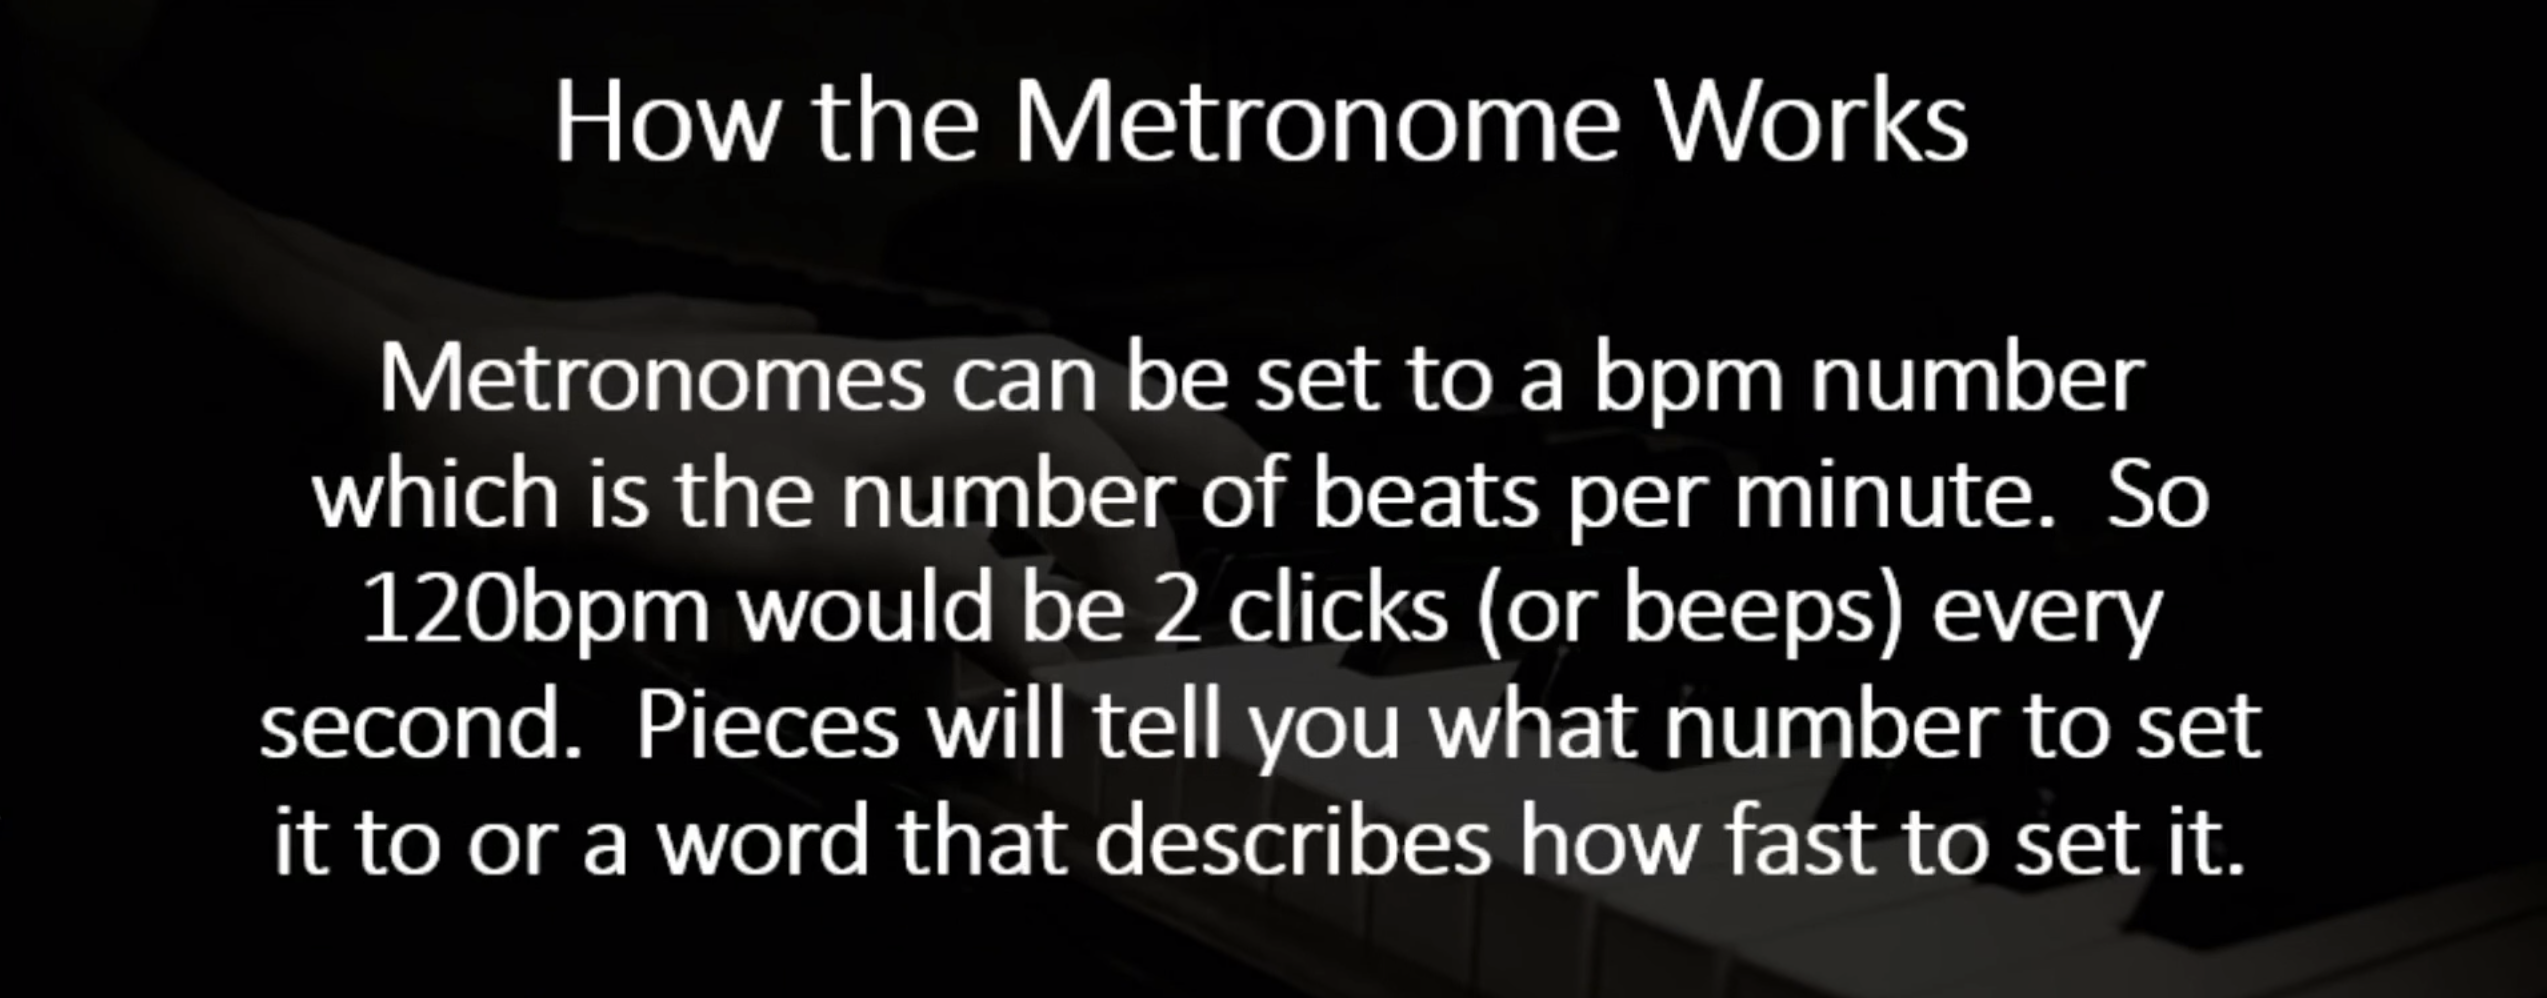 How the Metronome Works
Metronomes can be set to a bpm number
which is the number of beats per minute.  So
120bpm would be 2 clicks (or beeps) every
second.  Pieces will tell you what number to set
it to or a word that describes how fast to set it.